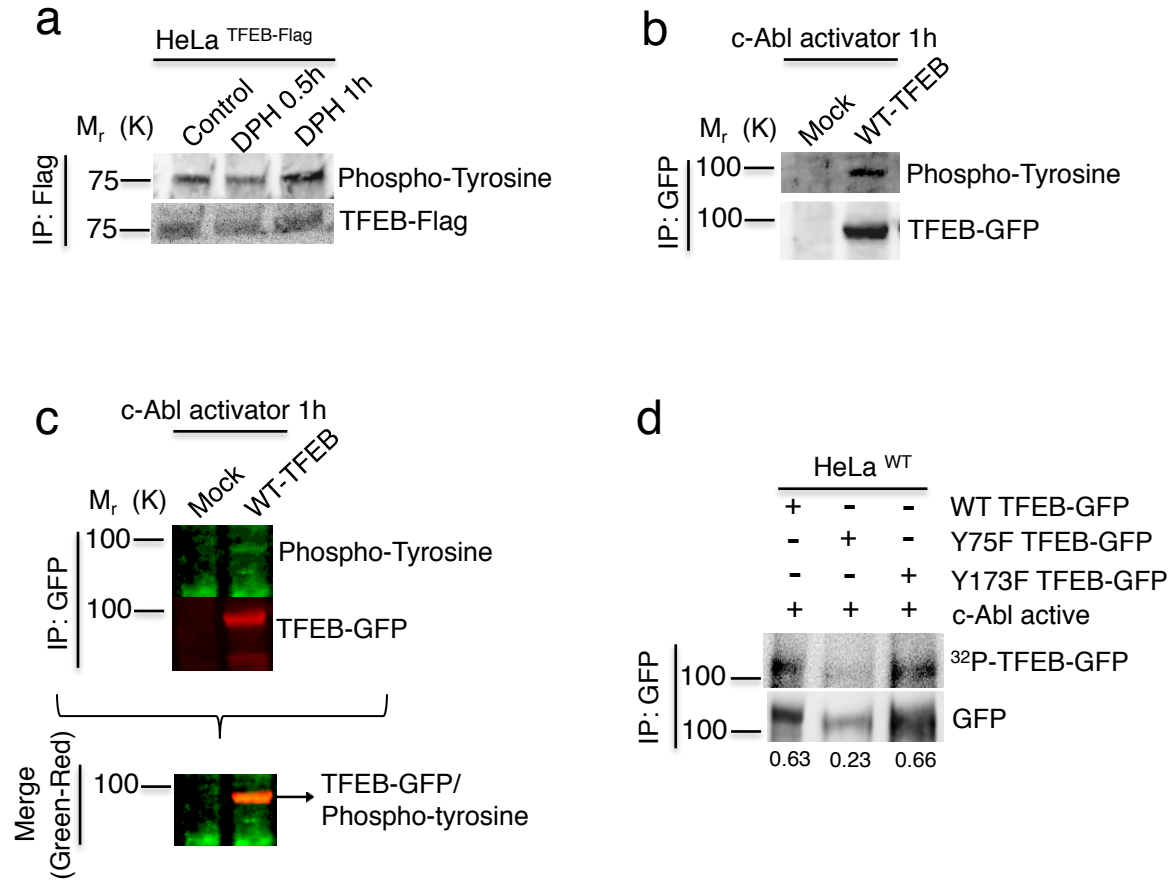 a
HeLa TFEB-Flag
Control
DPH 0.5h
DPH 1h
Mr (K)
IP: Flag
75
Phospho-Tyrosine
75
TFEB-Flag
b
c-Abl activator 1h
Mock
WT-TFEB
Mr (K)
IP: GFP
100
Phospho-Tyrosine
100
TFEB-GFP
c
c-Abl activator 1h
Mock
WT-TFEB
Mr (K)
IP: GFP
100
Phospho-Tyrosine
100
TFEB-GFP
Merge
(Green-Red)
100
TFEB-GFP/
Phospho-tyrosine
d
HeLa WT
+ - - WT TFEB-GFP
- + - Y75F TFEB-GFP
- - + Y173F TFEB-GFP
+ + + c-Abl active
IP: GFP
100
32P-TFEB-GFP
100
GFP
0.63 0.23 0.66